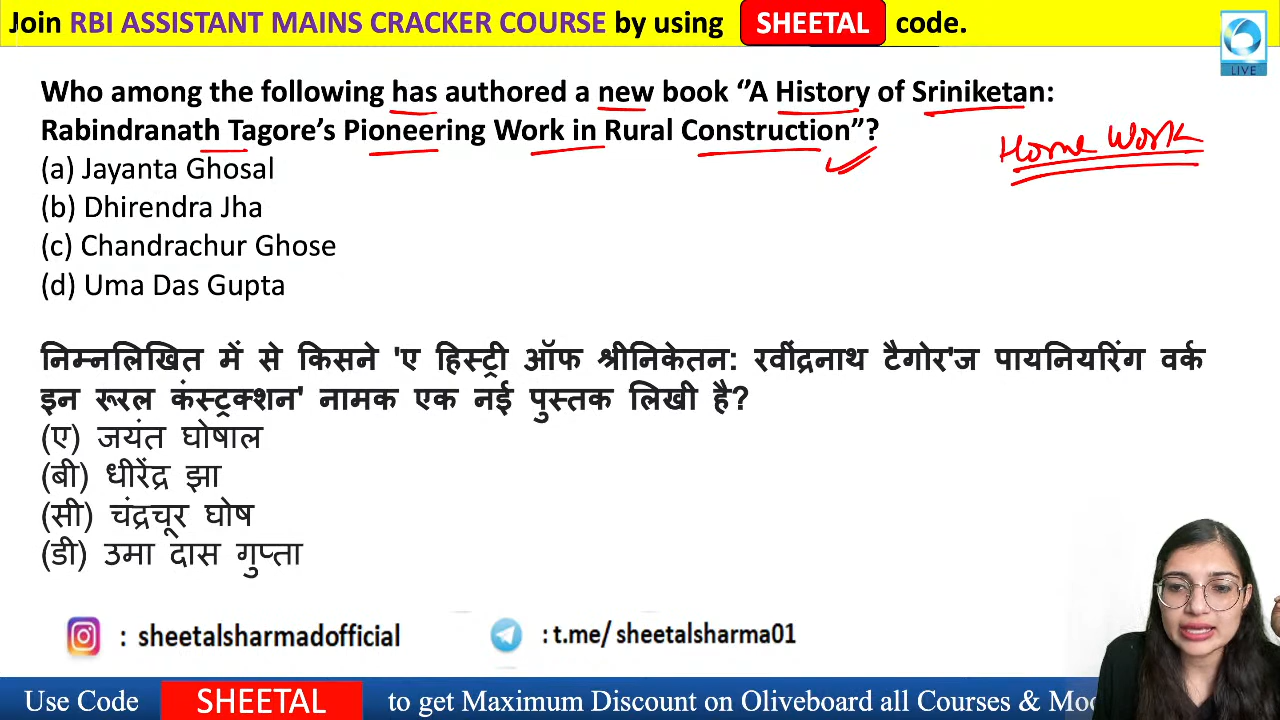 Join RBI ASSISTANT MAINS CRACKER COURSE by using SHEETAL code.
LIVE
Who among the following has authored a new book “A History of Sriniketan:
Rabindranath Tagore’s Pioneering Work in Rural Construction”?
Home Work
(a) Jayanta Ghosal
(b) Dhirendra Jha
(c) Chandrachur Ghose
(d) Uma Das Gupta
निम्नलिखित में से किसने 'ए हिस्ट्री ऑफ श्रीनिकेतन: रवींद्रनाथ टैगोर'ज पायनियरिंग वर्क
इन रूरल कंस्ट्रक्शन' नामक एक नई पुस्तक लिखी है?
(ए) जयंत घोषाल
(बी) धीरेंद्र झा
(सी) चंद्रचूर घोष
(डी) उमा दास गुप्ता
: sheetalsharmadofficial
: t.me/ sheetalsharma01
Use Code SHEETAL to get Maximum Discount on Oliveboard all Courses & Moc